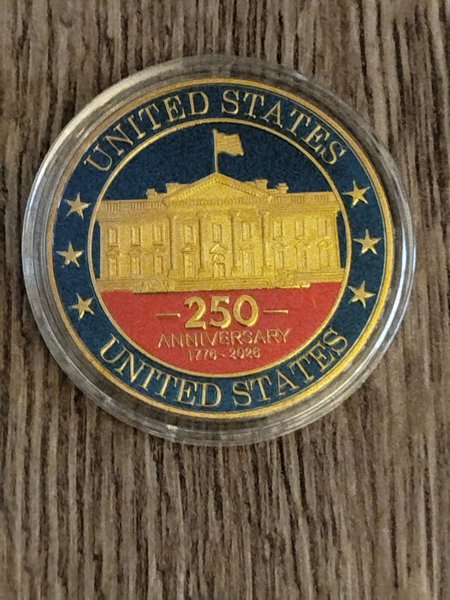 UNITED STATES
- 250 -
ANNIVERSARY
1776 - 2026
UNITED STATES